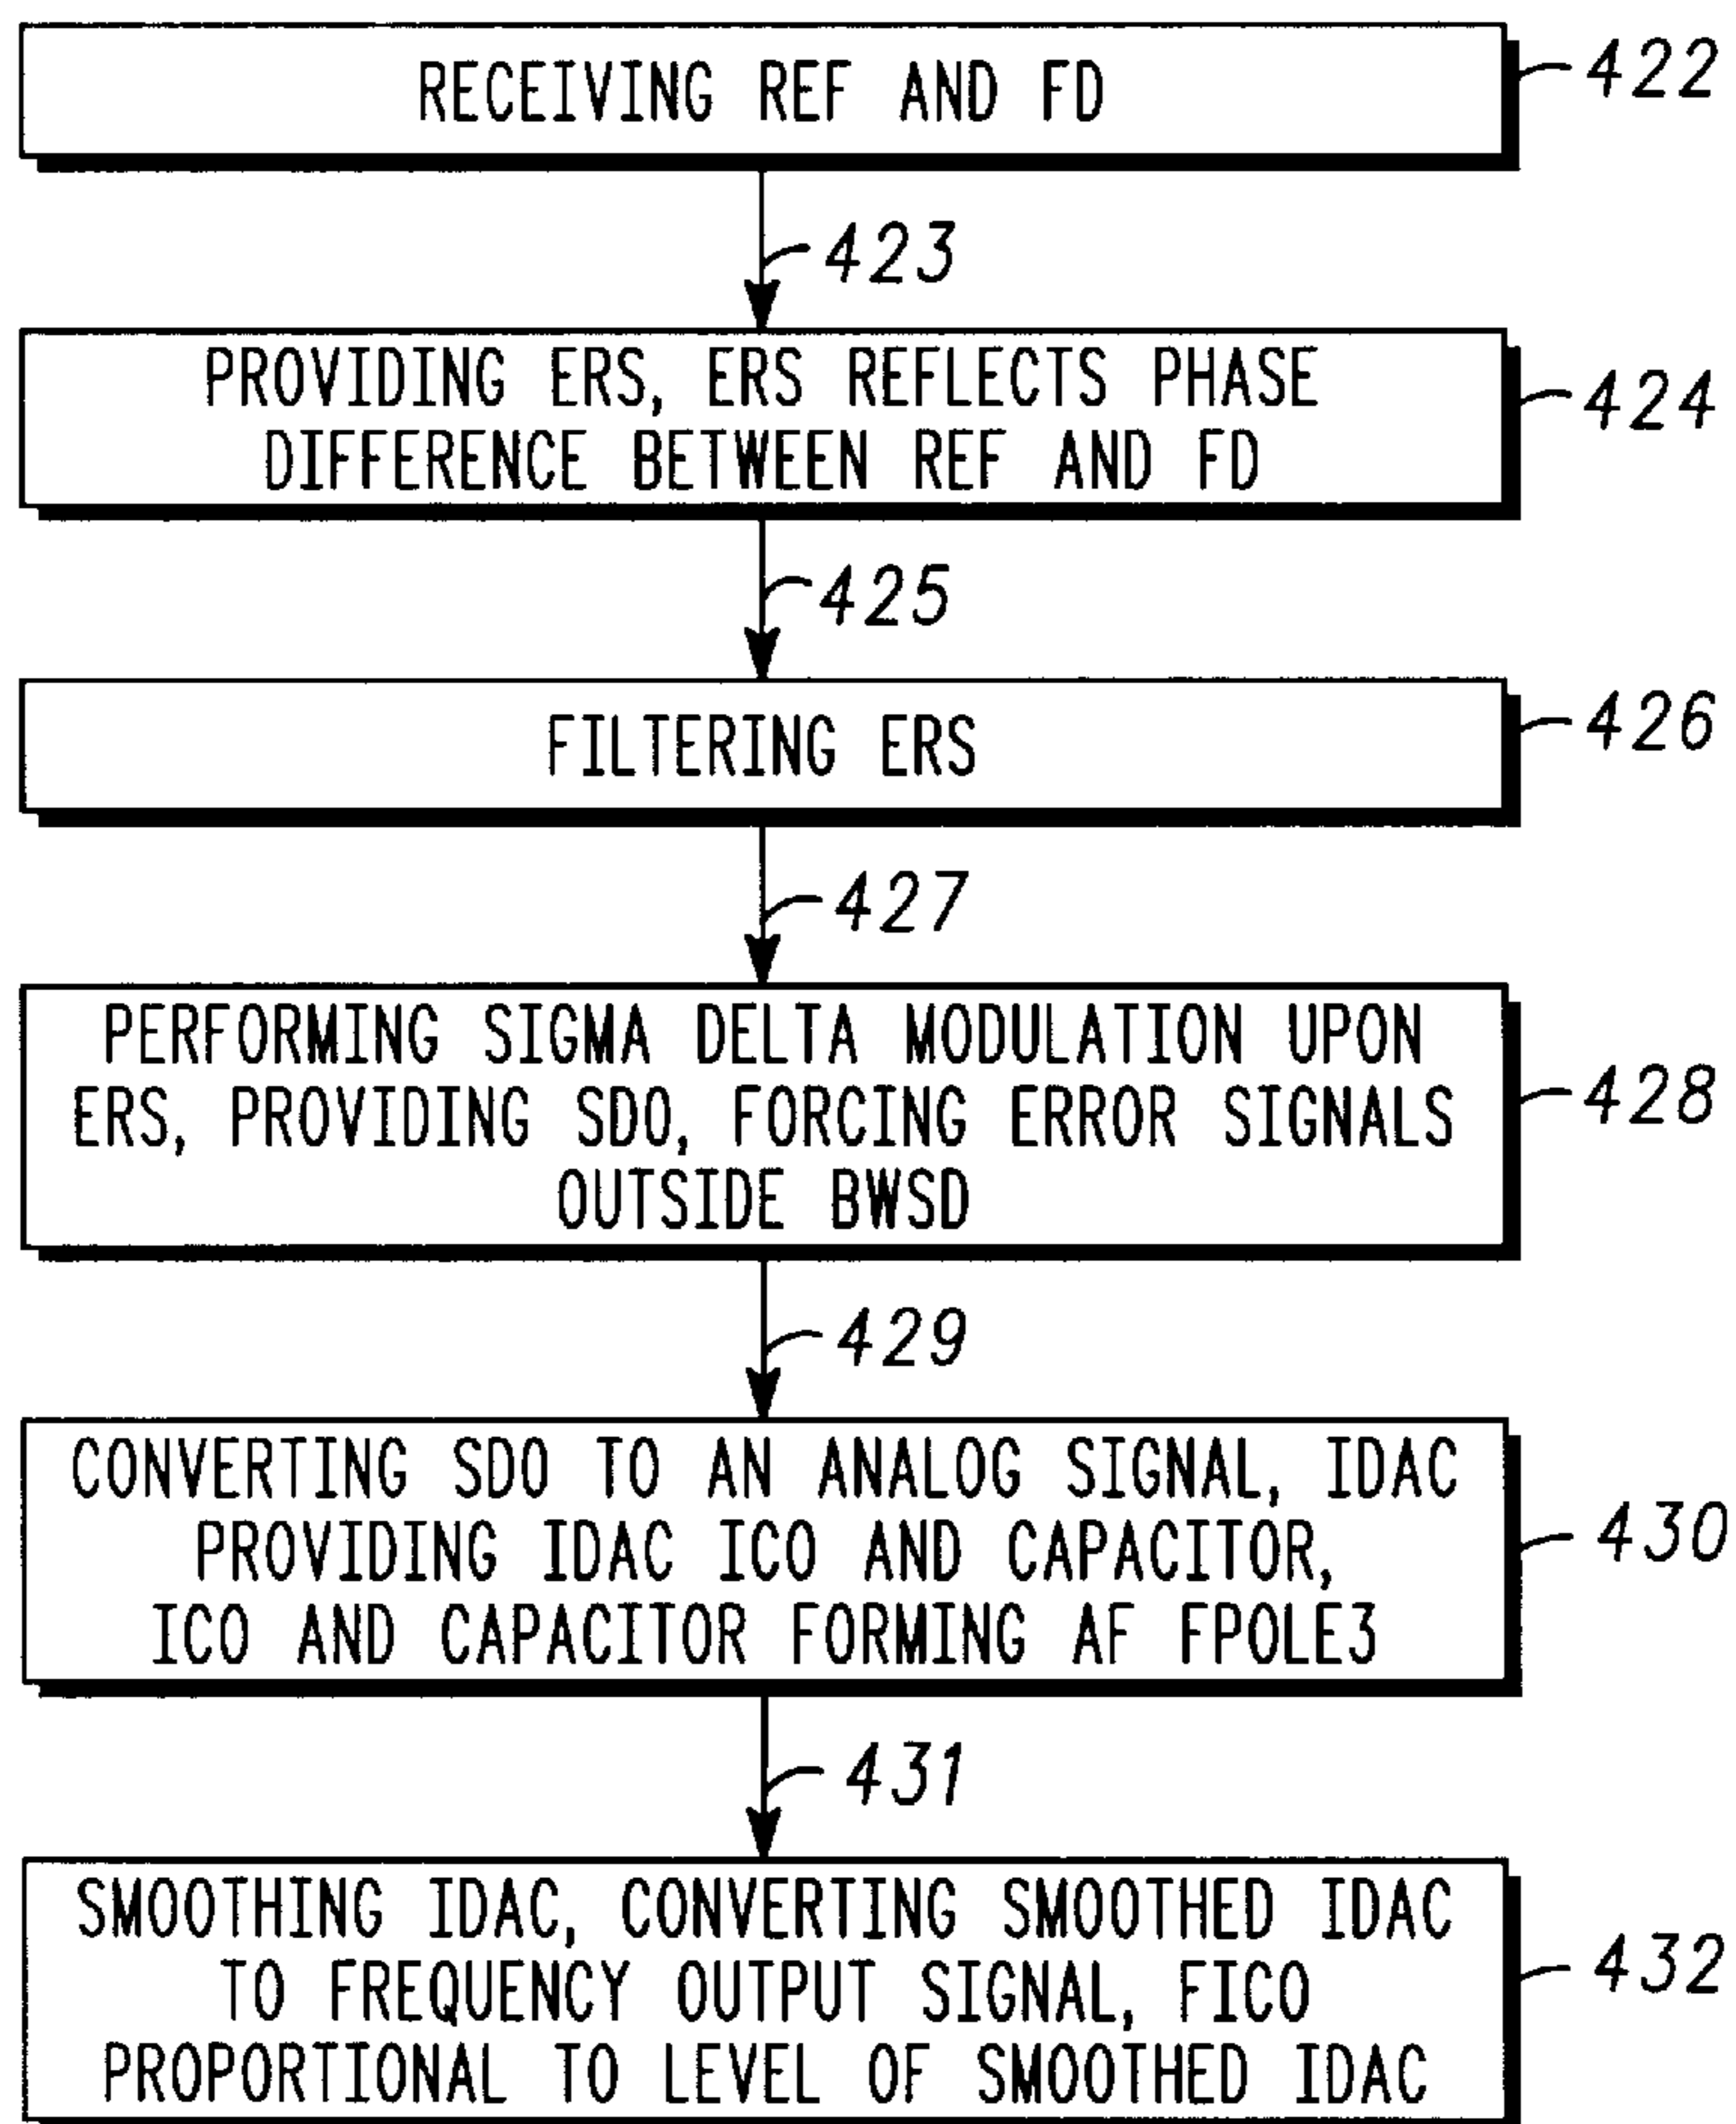 RECEIVING REF AND FD
422
423
PROVIDING ERS, ERS REFLECTS PHASE
DIFFERENCE BETWEEN REF AND FD
424
425
FILTERING ERS
426
427
PERFORMING SIGMA DELTA MODULATION UPON
ERS, PROVIDING SDO, FORCING ERROR SIGNALS
OUTSIDE BWSD
428
429
CONVERTING SDO TO AN ANALOG SIGNAL, IDAC
PROVIDING IDAC ICO AND CAPACITOR,
ICO AND CAPACITOR FORMING AF FPOLE3
430
431
SMOOTHING IDAC, CONVERTING SMOOTHED IDAC
TO FREQUENCY OUTPUT SIGNAL, FICO
PROPORTIONAL TO LEVEL OF SMOOTHED IDAC
432